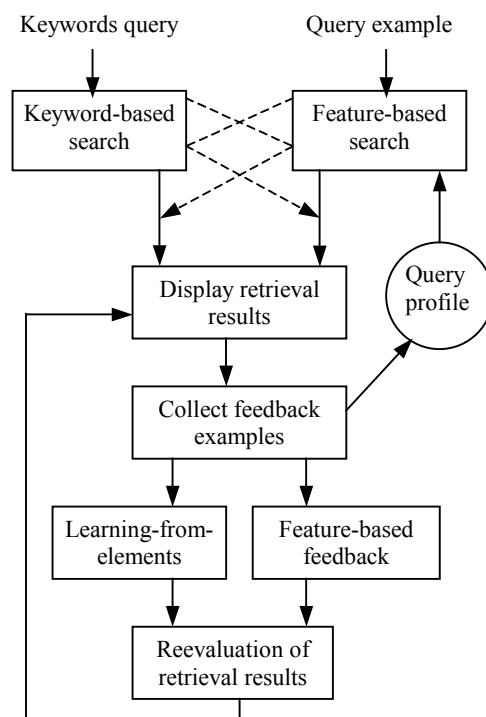 Keywords query
Query example
Keyword-based
search
Feature-based
search
Query
profile
Display retrieval
results
Collect feedback
examples
Learning-from-
elements
Feature-based
feedback
Reevaluation of
retrieval results